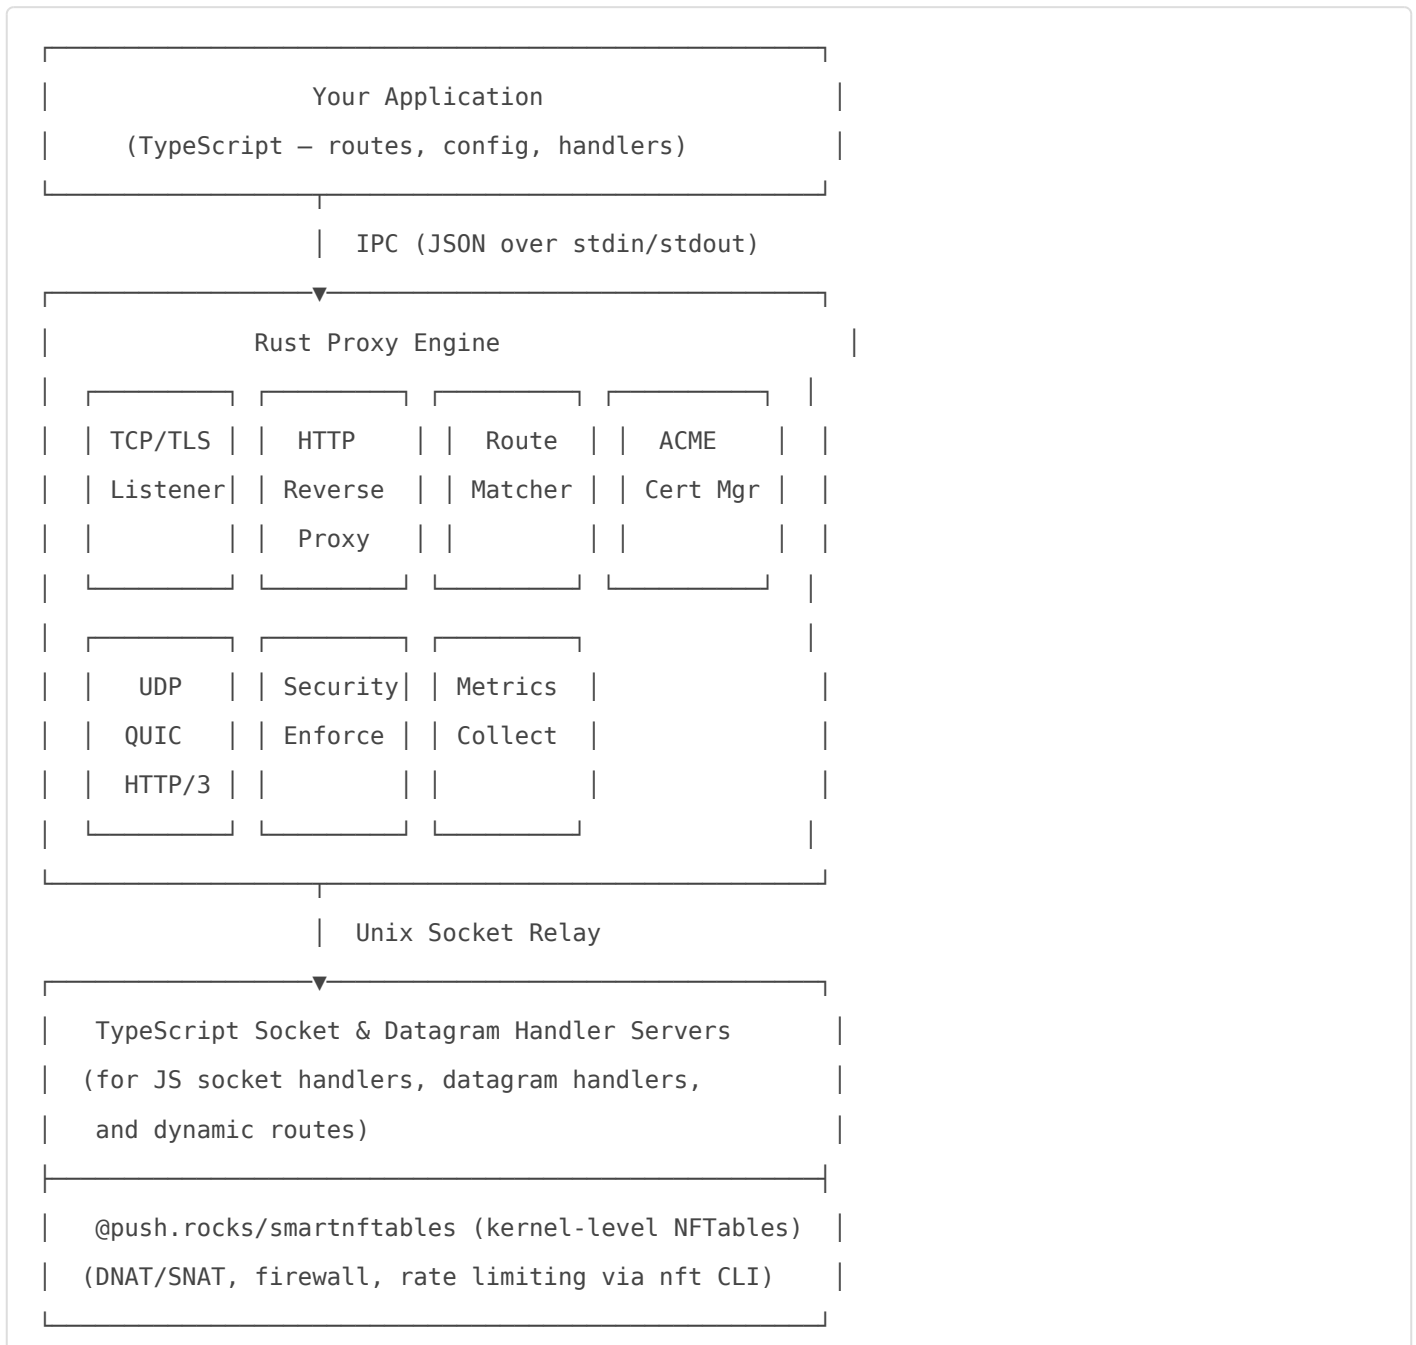 Your Application
(TypeScript — routes, config, handlers)
IPC (JSON over stdin/stdout)
Rust Proxy Engine
TCP/TLS HTTP Route ACME
Listener Reverse Matcher Cert Mgr
Proxy
UDP Security Metrics
QUIC Enforce Collect
HTTP/3
Unix Socket Relay
TypeScript Socket & Datagram Handler Servers
(for JS socket handlers, datagram handlers,
and dynamic routes)
@push.rocks/smartnftables (kernel-level NFTables)
(DNAT/SNAT, firewall, rate limiting via nft CLI)